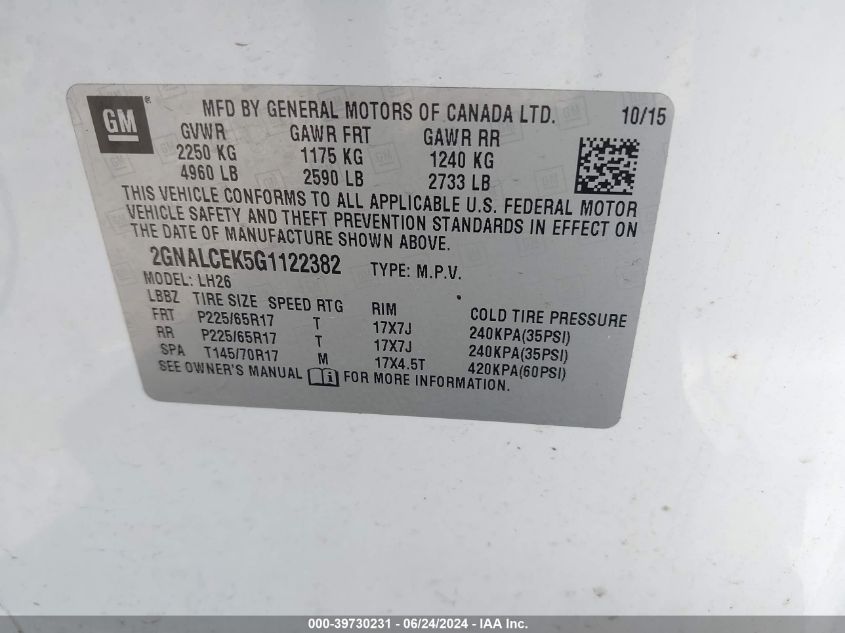 GM ® MFD BY GENERAL MOTORS OF CANADA LTD. 10/15
GVWR GAWR FRT GAWR RR
2250 KG 1175 KG 1240 KG
4960 LB 2590 LB 2733 LB
THIS VEHICLE CONFORMS TO ALL APPLICABLE U.S. FEDERAL MOTOR
VEHICLE SAFETY AND THEFT PREVENTION STANDARDS IN EFFECT ON
THE DATE OF MANUFACTURE SHOWN ABOVE.
2GNALCEK5G1122382 TYPE: M.P.V.
MODEL: LH26
LBBZ TIRE SIZE SPEED RTG RIM COLD TIRE PRESSURE
FRT P225/65R17 T 17X7J 240KPA(35PSI)
RR P225/65R17 T 17X7J 240KPA(35PSI)
SPA T145/70R17 M 17X4.5T 420KPA(60PSI)
SEE OWNER'S MANUAL FOR MORE INFORMATION.
000-39730231 - 06/24/2024 - IAA Inc.